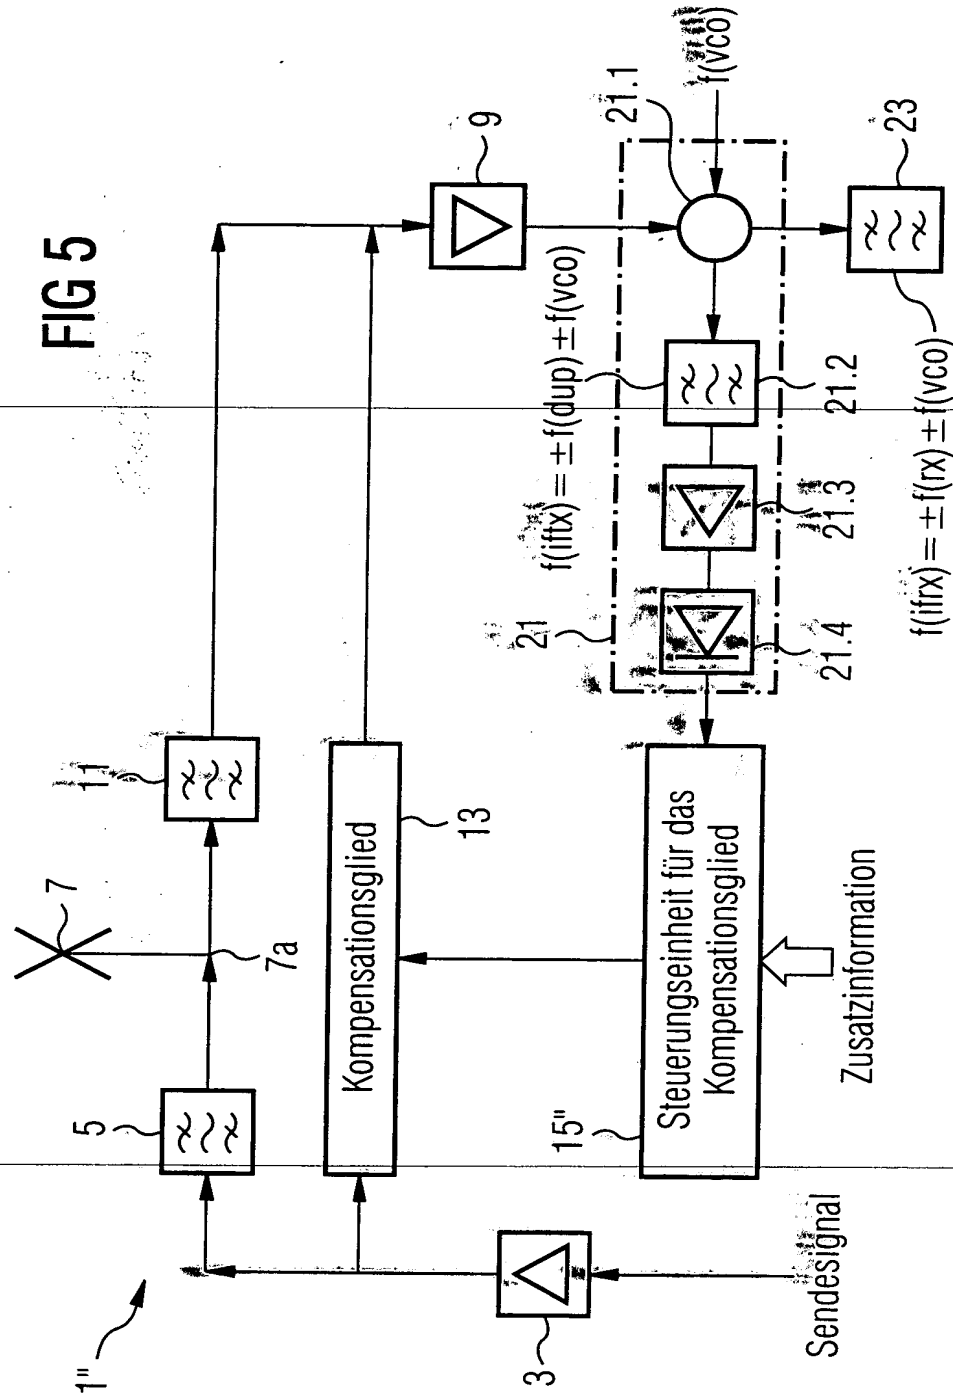 FIG 5
1"
3
5
7
7a
9
11
13
Kompensationsglied
15"
Steuerungseinheit für das
Kompensationsglied
Zusatzinformation
Sendesignal
21
21.1
21.2
21.3
21.4
23
f(vco)
f(iftx) = ±f(dup) ± f(vco)
f(ifrx) = ±f(rx) ± f(vco)